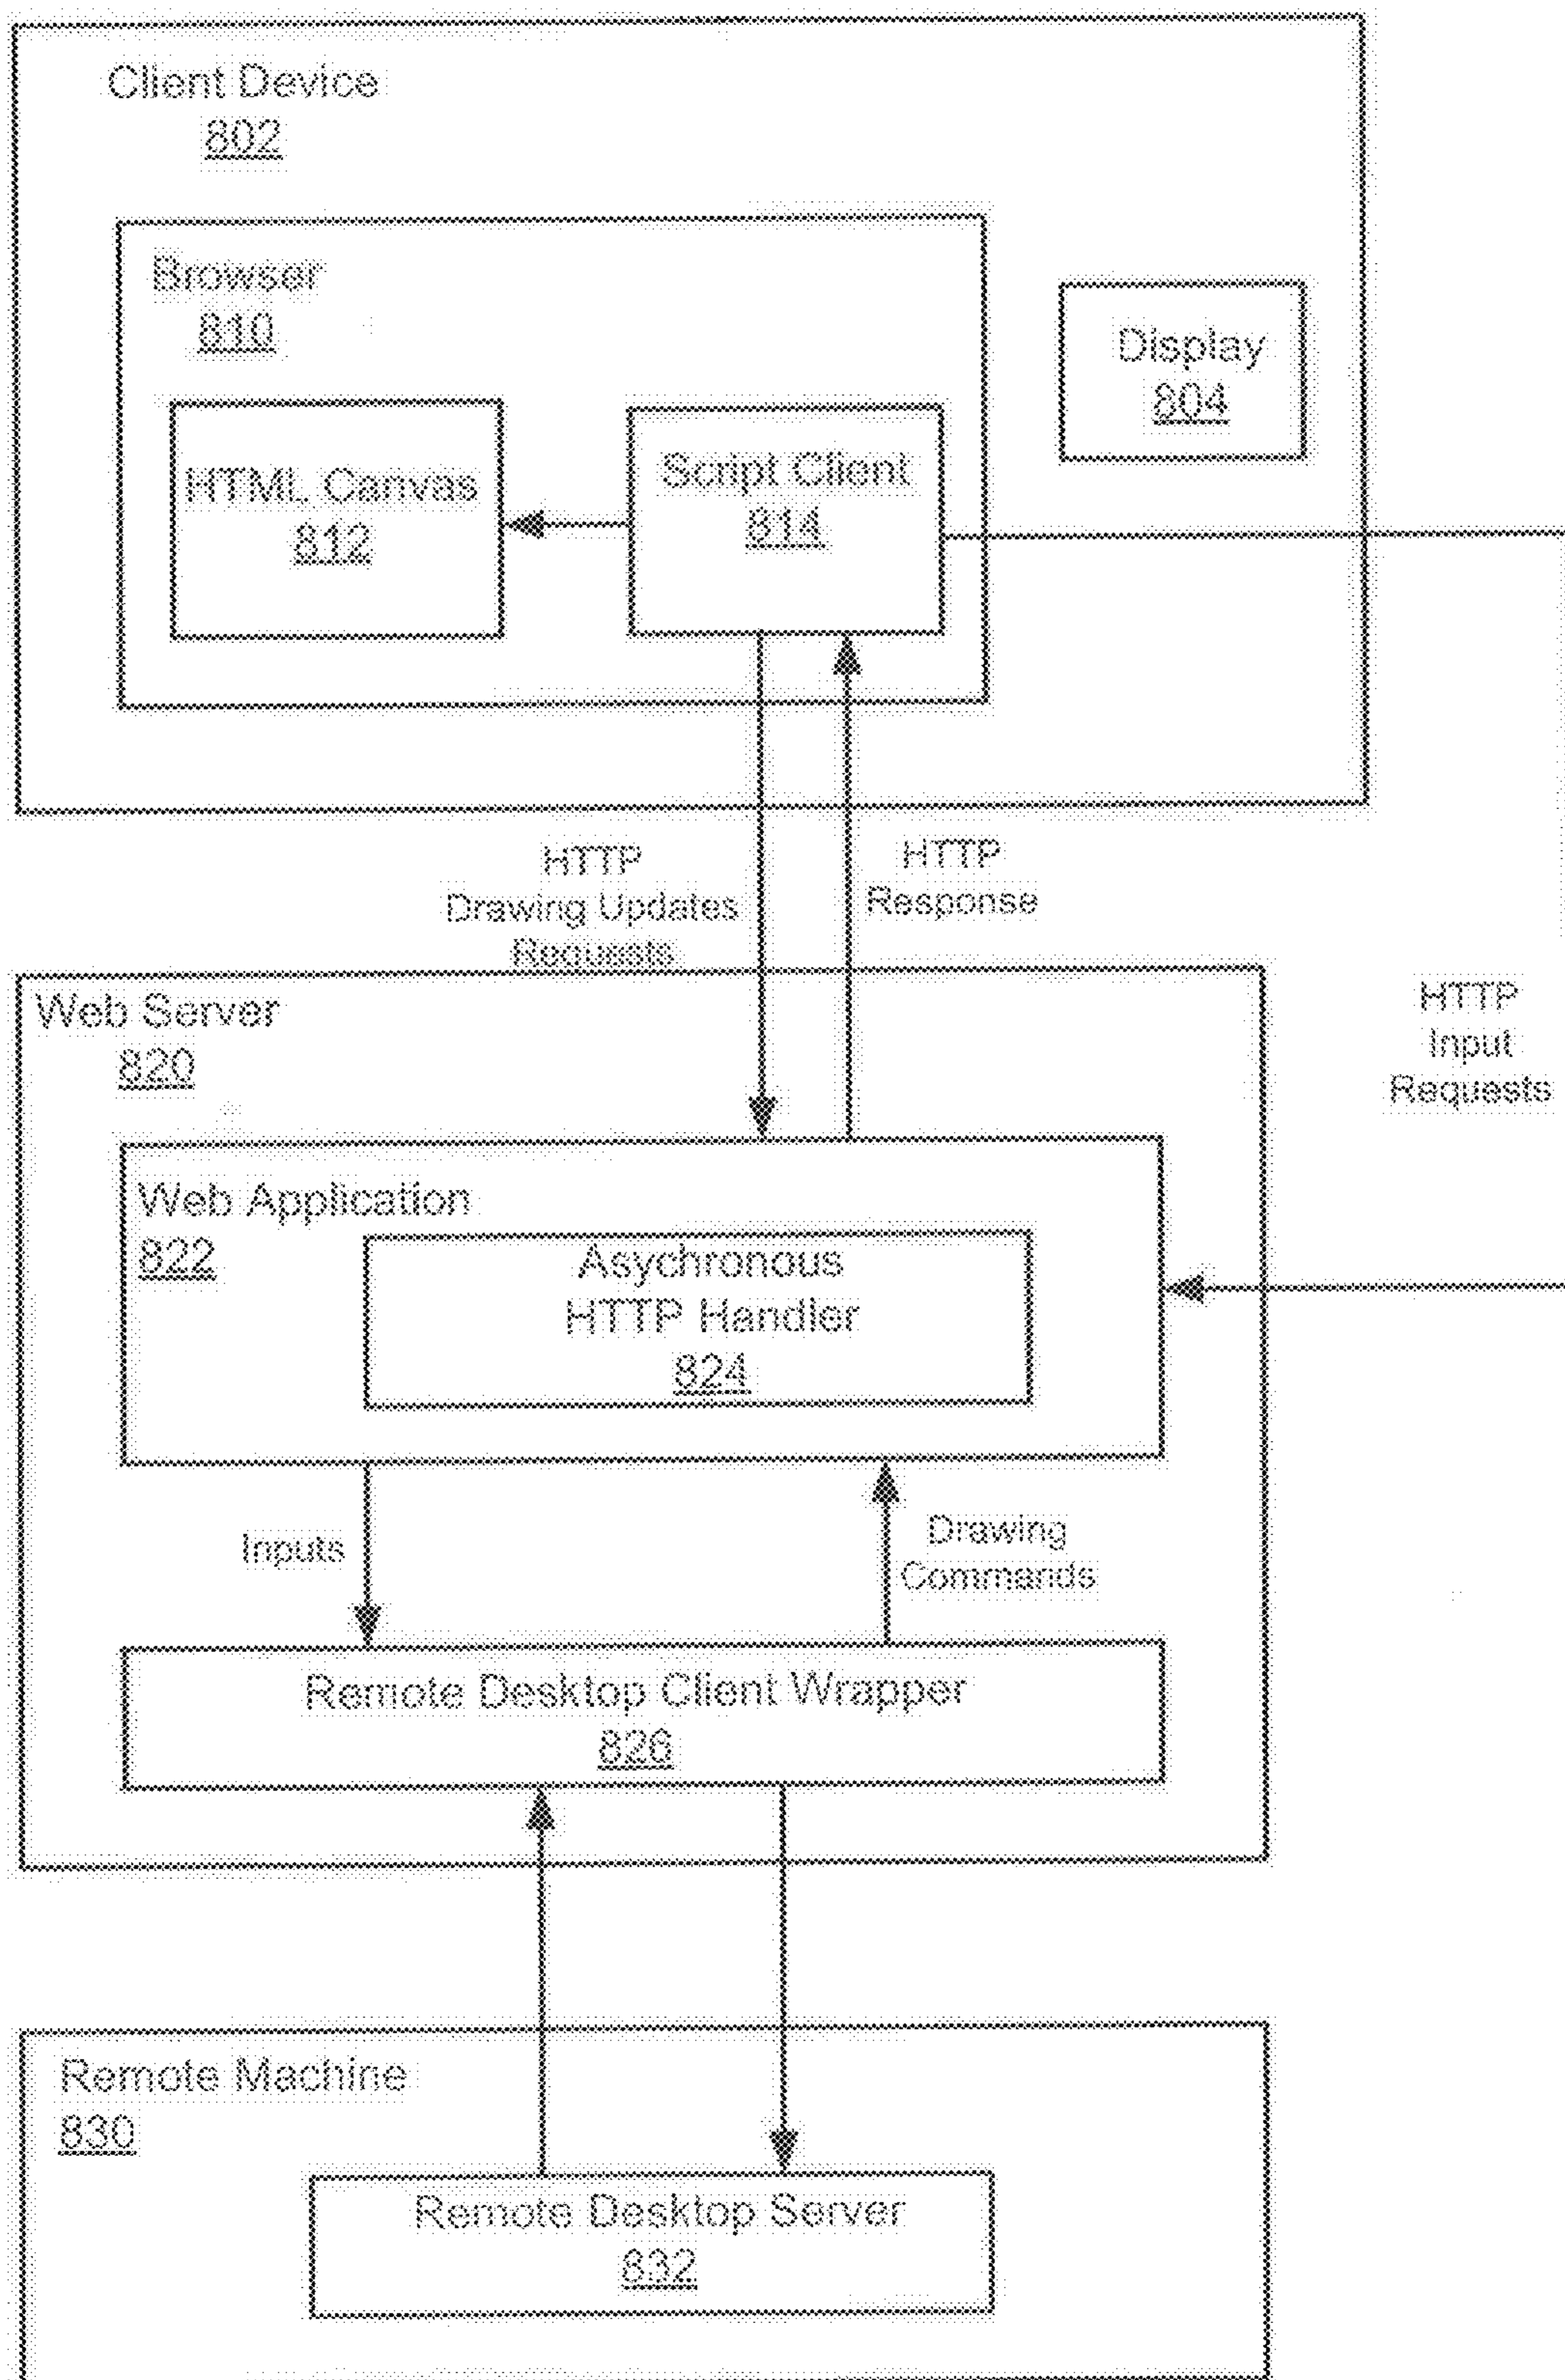 Client Device
802
Browser
810
Display
804
HTML Canvas
812
Script Client
814
HTTP
Drawing Updates
Requests
HTTP
Response
HTTP
Input
Requests
Web Server
820
Web Application
822
Asychronous
HTTP Handler
824
Inputs
Drawing
Commands
Remote Desktop Client Wrapper
826
Remote Machine
830
Remote Desktop Server
832